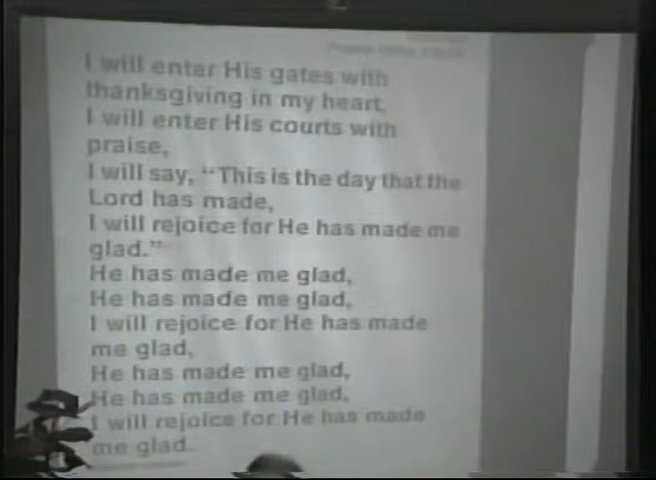 I will enter His gates with
thanksgiving in my heart,
I will enter His courts with
praise,
I will say, “This is the day that the
Lord has made,
I will rejoice for He has made me
glad.”
He has made me glad,
He has made me glad,
I will rejoice for He has made
me glad,
He has made me glad,
He has made me glad,
I will rejoice for He has made
me glad.